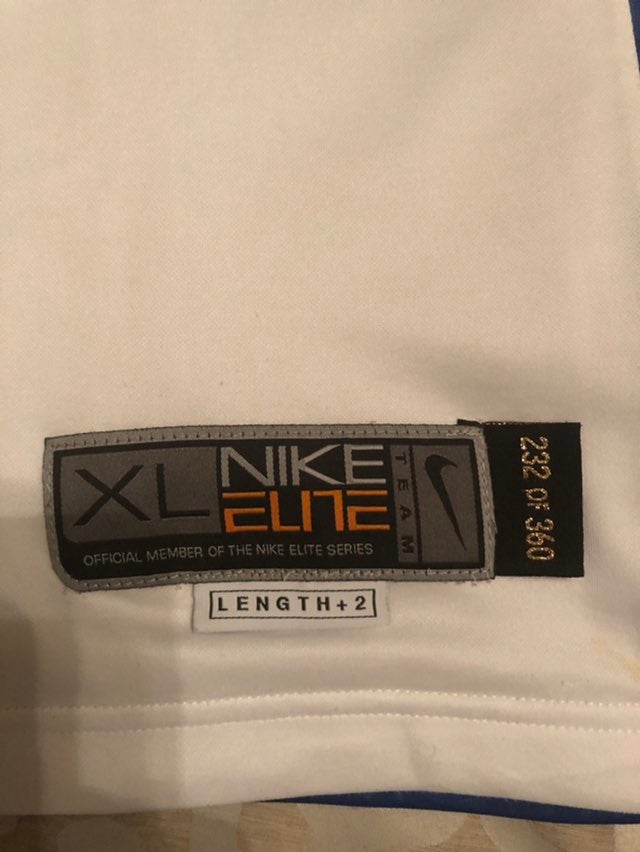 XL
NIKE
ELITE
TEAM
OFFICIAL MEMBER OF THE NIKE ELITE SERIES
LENGTH+2
232 OF 360